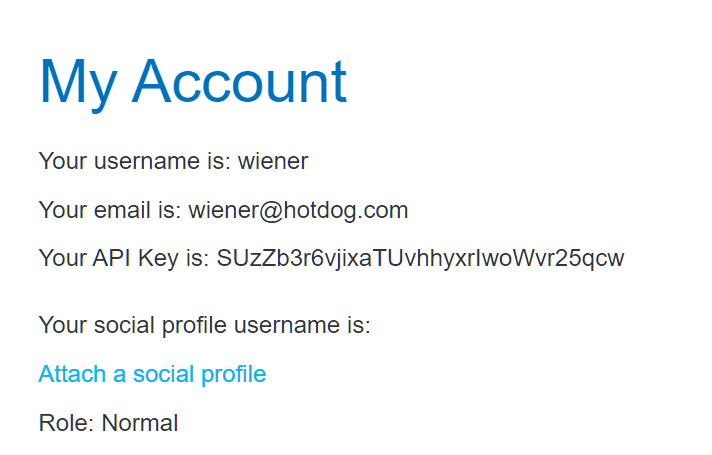 My Account
Your username is: wiener
Your email is: wiener@hotdog.com
Your API Key is: SUzZb3r6vjixaTUvhhyxrIwoWvr25qcw
Your social profile username is:
Attach a social profile
Role: Normal